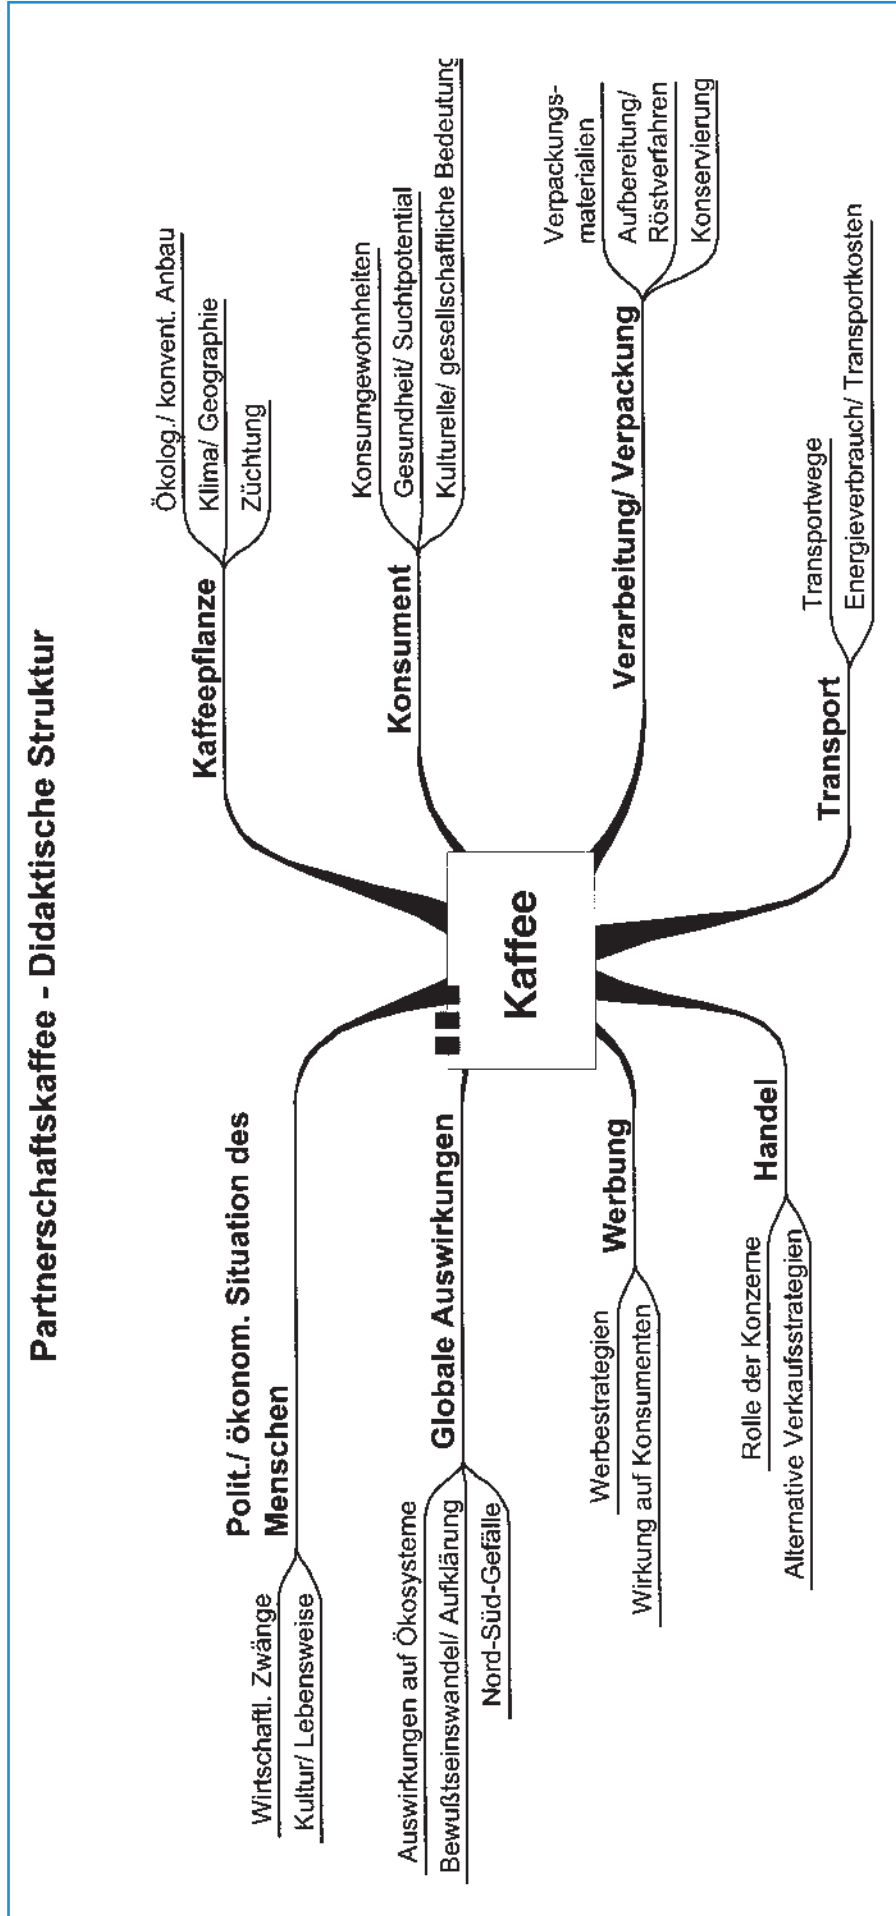 Partnerschaftskaffee - Didaktische Struktur
Kaffee
Polit./ ökonom. Situation des
Menschen
Wirtschaftl. Zwänge
Kultur/ Lebensweise
Globale Auswirkungen
Auswirkungen auf Ökosysteme
Bewußtseinswandel/ Aufklärung
Nord-Süd-Gefälle
Werbung
Werbestrategien
Wirkung auf Konsumenten
Handel
Rolle der Konzerne
Alternative Verkaufsstrategien
Kaffeepflanze
Ökolog./ konvent. Anbau
Klima/ Geographie
Züchtung
Konsument
Konsumgewohnheiten
Gesundheit/ Suchtpotential
Kulturelle/ gesellschaftliche Bedeutung
Verarbeitung/ Verpackung
Verpackungs-
materialien
Aufbereitung/
Röstverfahren
Konservierung
Transport
Transportwege
Energieverbrauch/ Transportkosten